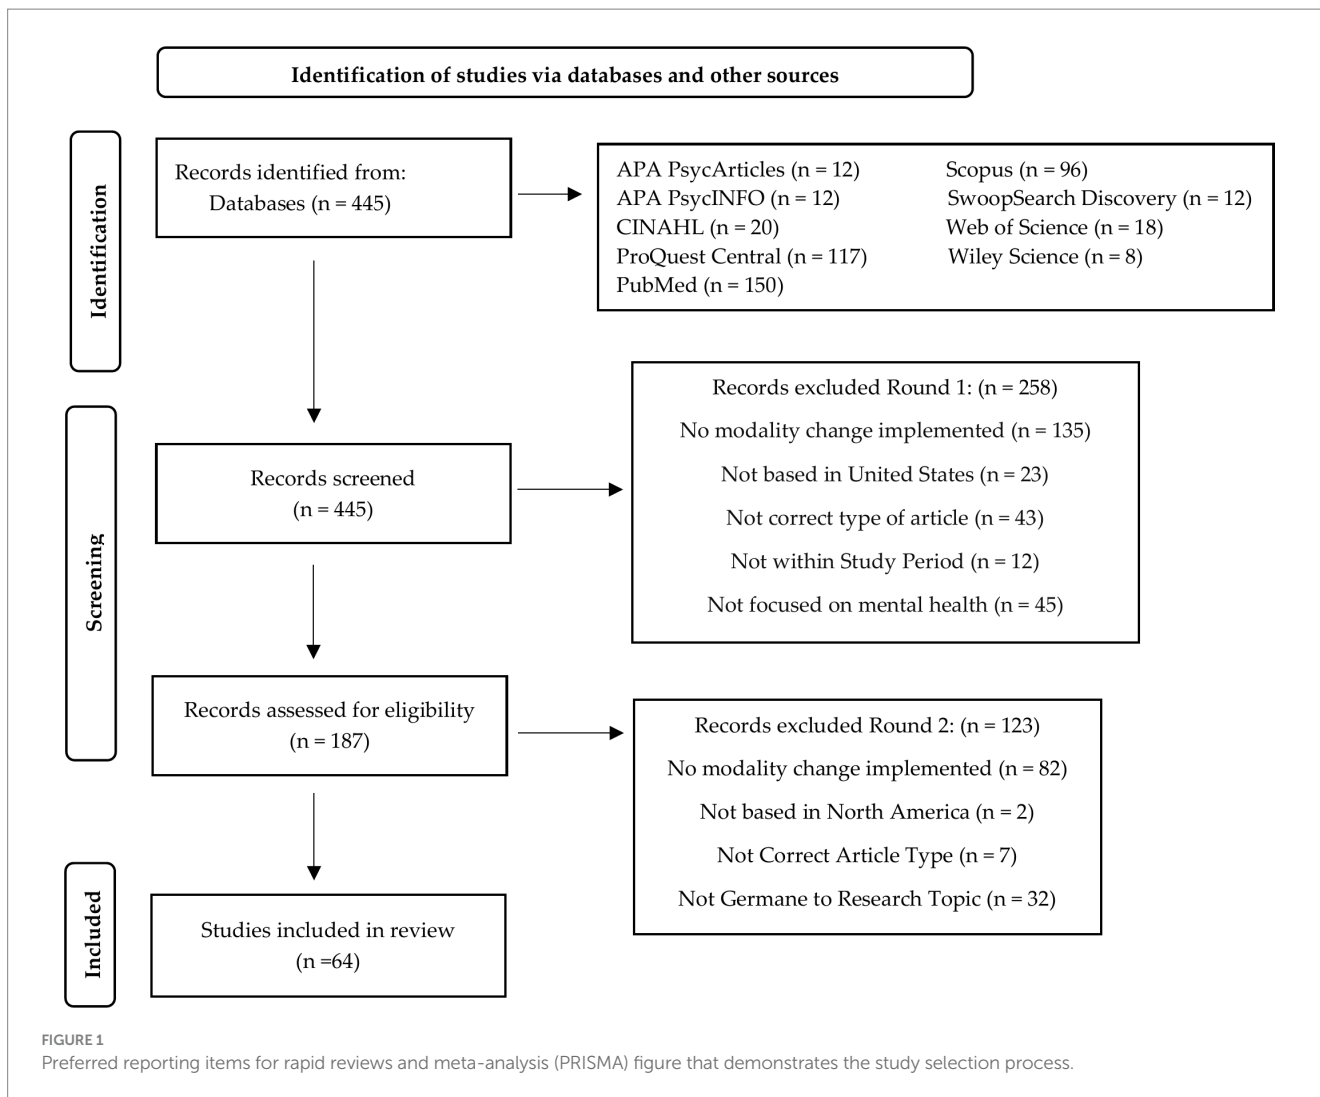 Identification of studies via databases and other sources
Identification
Records identified from:
Databases (n = 445)
APA PsycArticles (n = 12)
APA PsycINFO (n = 12)
CINAHL (n = 20)
ProQuest Central (n = 117)
PubMed (n = 150)
Scopus (n = 96)
SwoopSearch Discovery (n = 12)
Web of Science (n = 18)
Wiley Science (n = 8)
Screening
Records screened
(n = 445)
Records excluded Round 1: (n = 258)
No modality change implemented (n = 135)
Not based in United States (n = 23)
Not correct type of article (n = 43)
Not within Study Period (n = 12)
Not focused on mental health (n = 45)
Records assessed for eligibility
(n = 187)
Records excluded Round 2: (n = 123)
No modality change implemented (n = 82)
Not based in North America (n = 2)
Not Correct Article Type (n = 7)
Not Germane to Research Topic (n = 32)
Included
Studies included in review
(n =64)
FIGURE 1
Preferred reporting items for rapid reviews and meta-analysis (PRISMA) figure that demonstrates the study selection process.